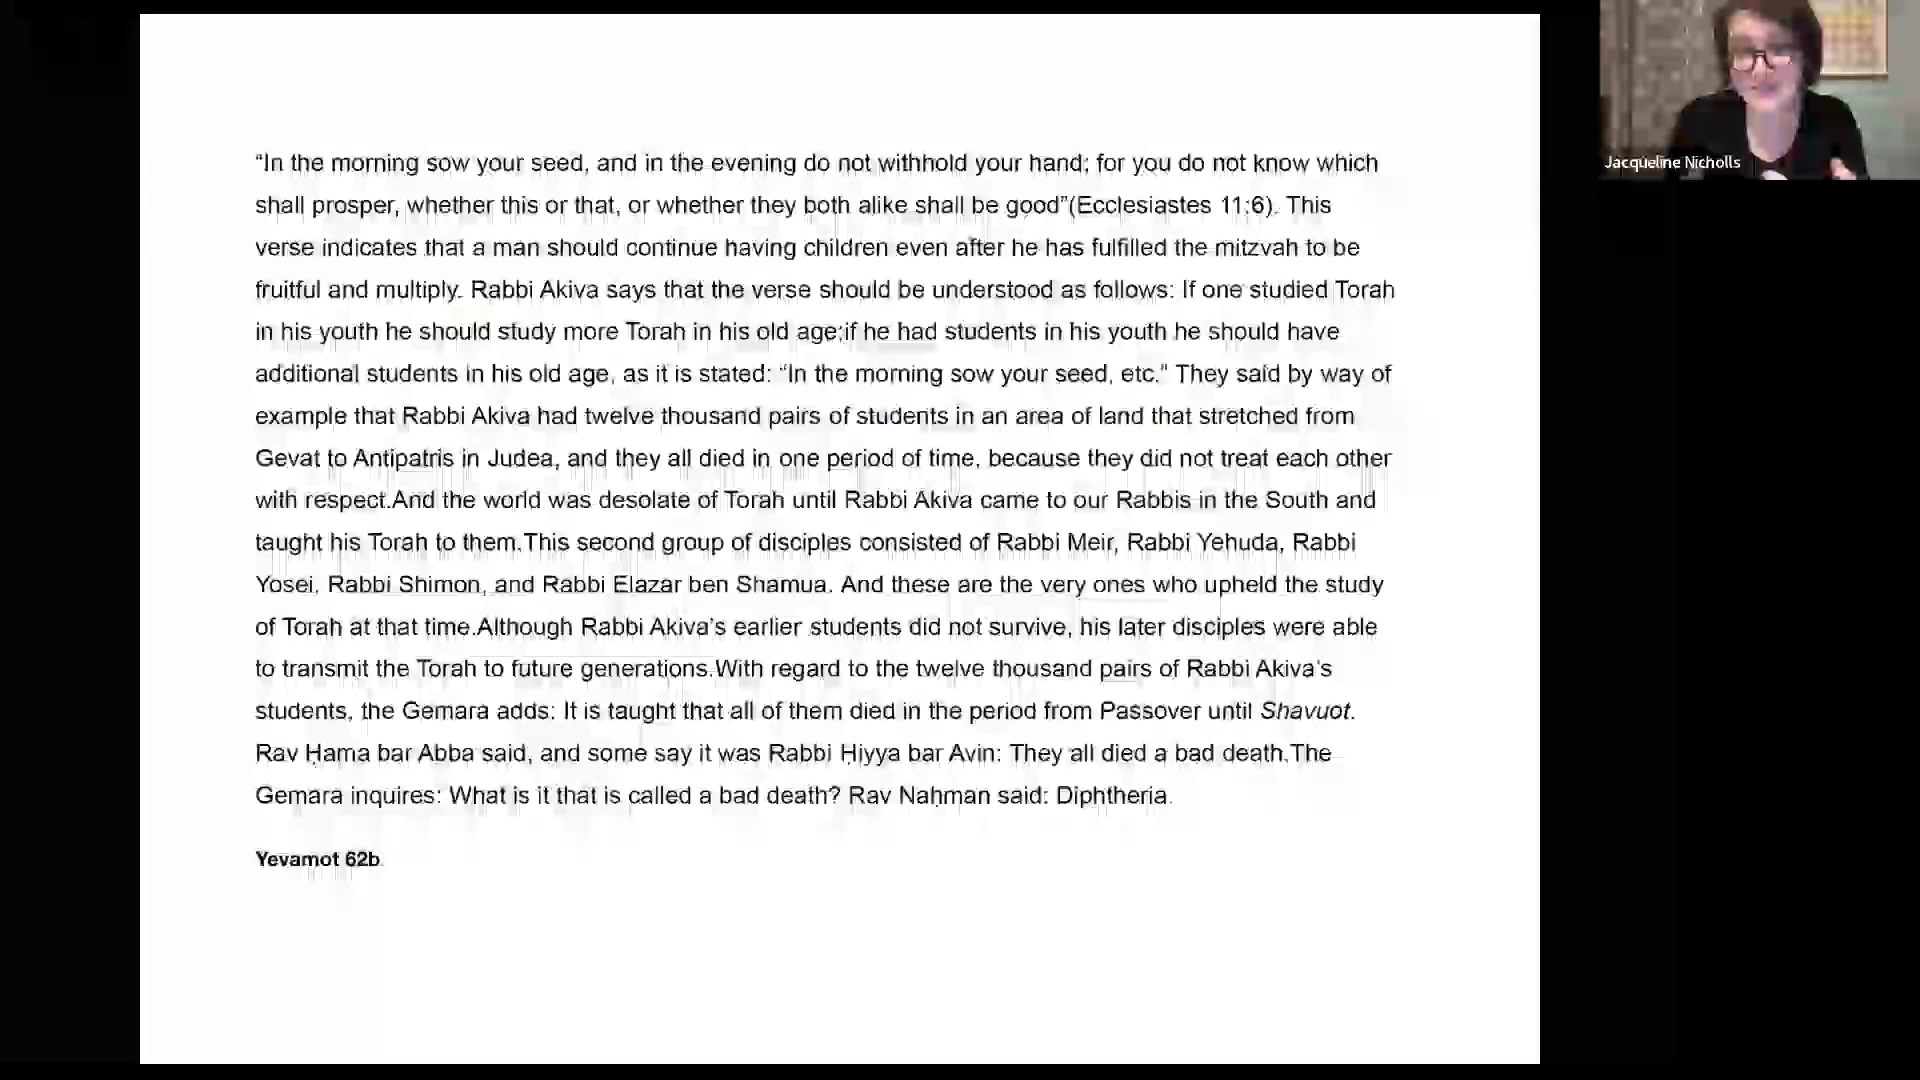 “In the morning sow your seed, and in the evening do not withhold your hand; for you do not know which
shall prosper, whether this or that, or whether they both alike shall be good”(Ecclesiastes 11:6). This
verse indicates that a man should continue having children even after he has fulfilled the mitzvah to be
fruitful and multiply. Rabbi Akiva says that the verse should be understood as follows: If one studied Torah
in his youth he should study more Torah in his old age;if he had students in his youth he should have
additional students in his old age, as it is stated: “In the morning sow your seed, etc.” They said by way of
example that Rabbi Akiva had twelve thousand pairs of students in an area of land that stretched from
Gevat to Antipatris in Judea, and they all died in one period of time, because they did not treat each other
with respect.And the world was desolate of Torah until Rabbi Akiva came to our Rabbis in the South and
taught his Torah to them.This second group of disciples consisted of Rabbi Meir, Rabbi Yehuda, Rabbi
Yosei, Rabbi Shimon, and Rabbi Elazar ben Shamua. And these are the very ones who upheld the study
of Torah at that time.Although Rabbi Akiva’s earlier students did not survive, his later disciples were able
to transmit the Torah to future generations.With regard to the twelve thousand pairs of Rabbi Akiva’s
students, the Gemara adds: It is taught that all of them died in the period from Passover until Shavuot.
Rav Ḥama bar Abba said, and some say it was Rabbi Ḥiyya bar Avin: They all died a bad death.The
Gemara inquires: What is it that is called a bad death? Rav Naḥman said: Diphtheria.
Yevamot 62b
Jacqueline Nicholls